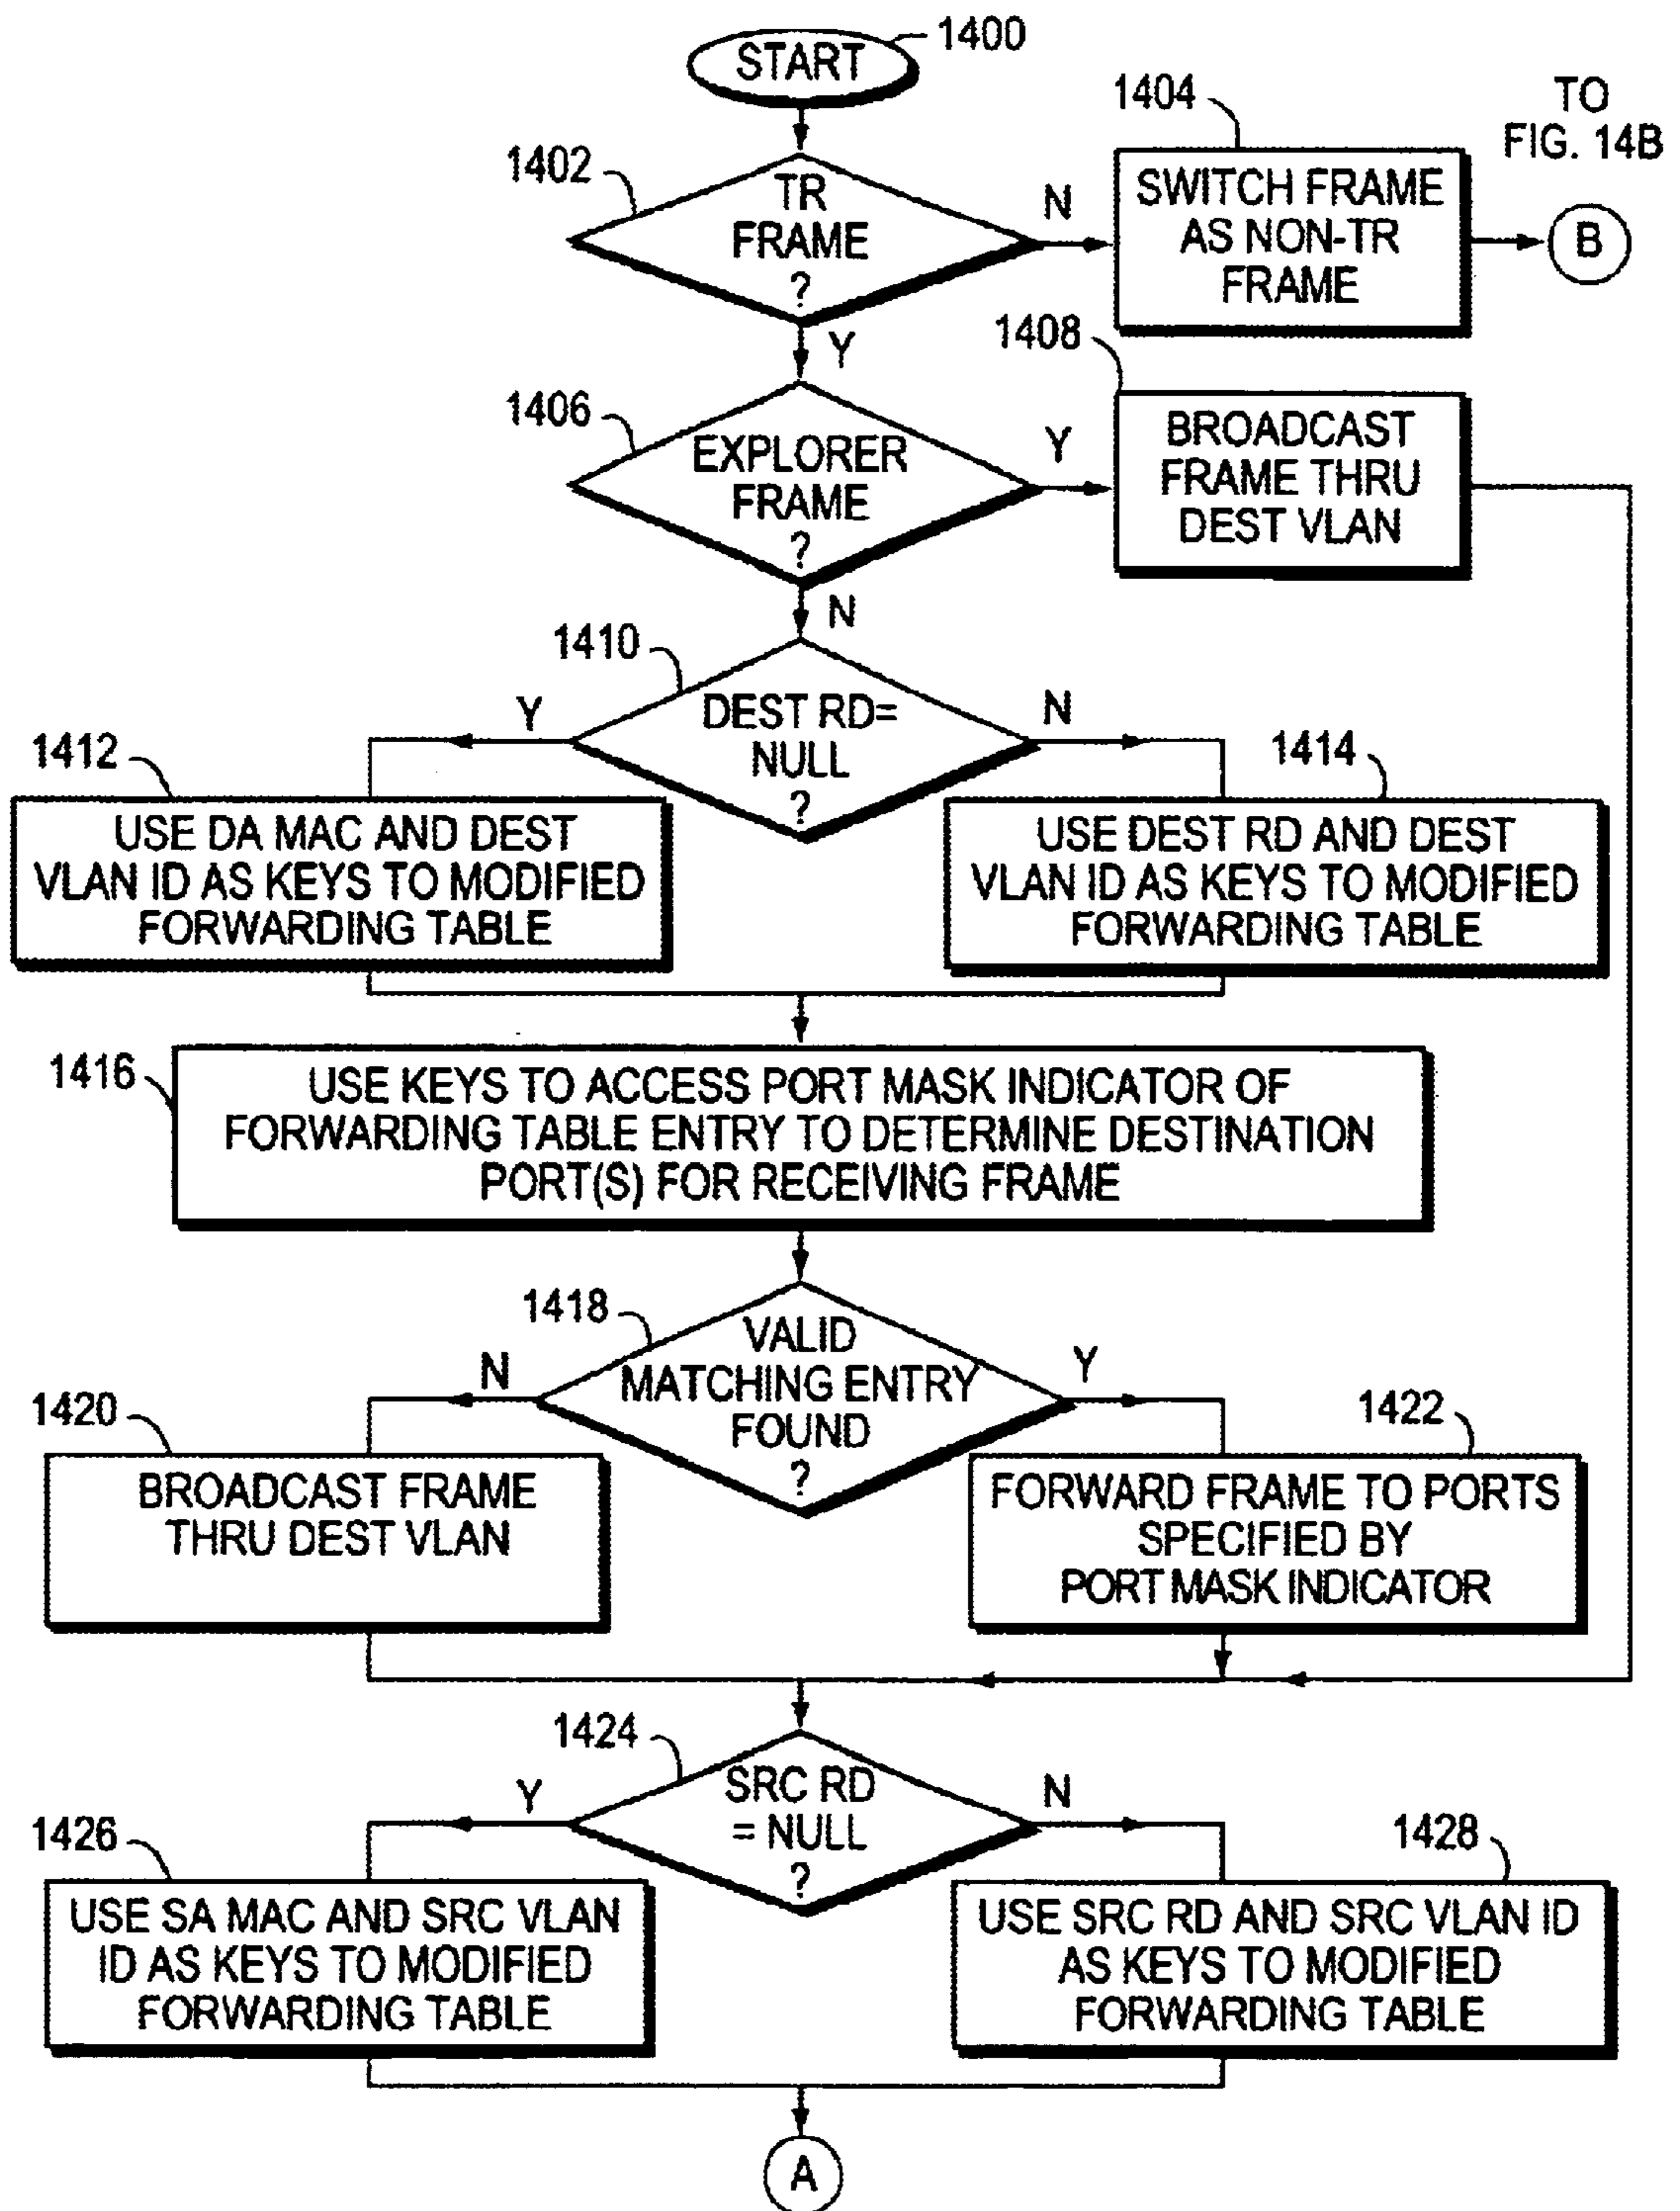 START
1400
1404
TO
FIG. 14B
1402
TR
FRAME
?
N
SWITCH FRAME
AS NON-TR
FRAME
B
Y
1408
1406
EXPLORER
FRAME
?
Y
BROADCAST
FRAME THRU
DEST VLAN
N
1410
DEST RD=
NULL
?
Y
N
1412
USE DA MAC AND DEST
VLAN ID AS KEYS TO MODIFIED
FORWARDING TABLE
1414
USE DEST RD AND DEST
VLAN ID AS KEYS TO MODIFIED
FORWARDING TABLE
1416
USE KEYS TO ACCESS PORT MASK INDICATOR OF
FORWARDING TABLE ENTRY TO DETERMINE DESTINATION
PORT(S) FOR RECEIVING FRAME
1418
VALID
MATCHING ENTRY
FOUND
?
N
Y
1420
BROADCAST FRAME
THRU DEST VLAN
1422
FORWARD FRAME TO PORTS
SPECIFIED BY
PORT MASK INDICATOR
1424
SRC RD
= NULL
?
Y
N
1426
USE SA MAC AND SRC VLAN
ID AS KEYS TO MODIFIED
FORWARDING TABLE
1428
USE SRC RD AND SRC VLAN ID
AS KEYS TO MODIFIED
FORWARDING TABLE
A